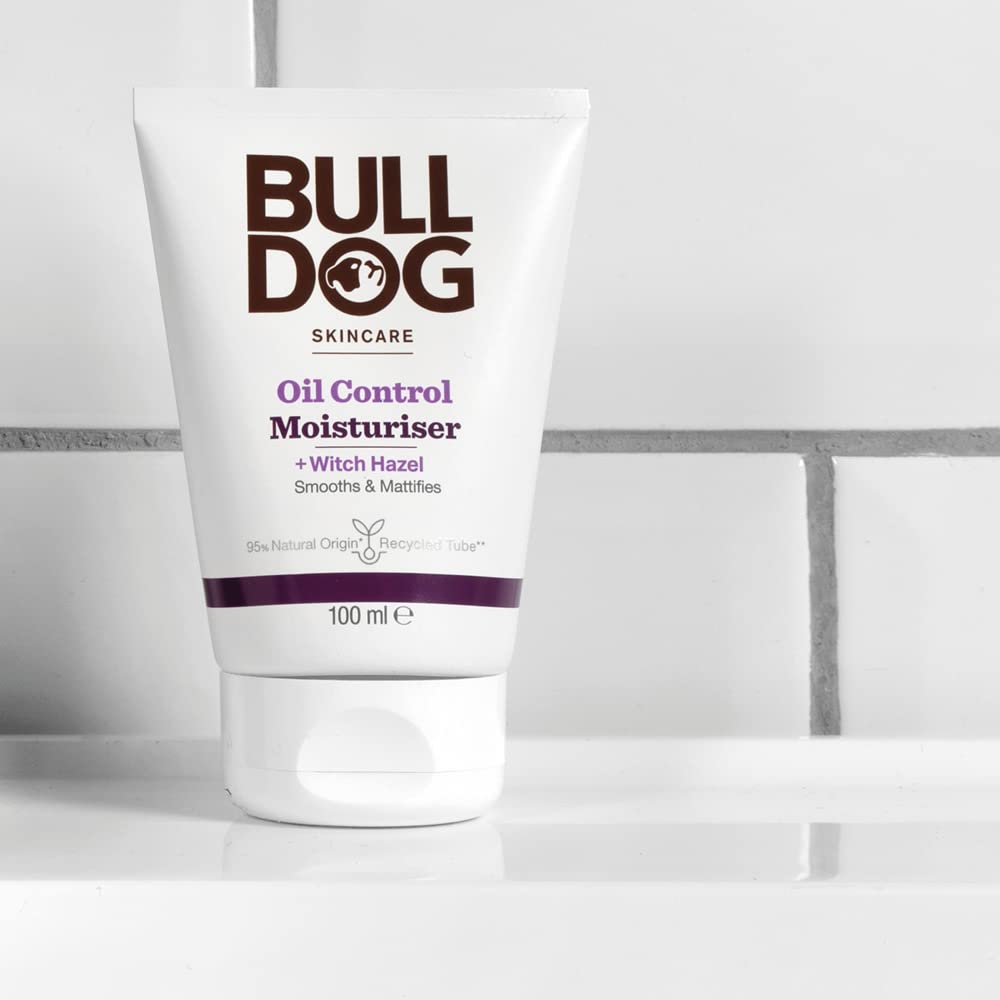 BULL
DOG
SKINCARE
Oil Control
Moisturiser
+ Witch Hazel
Smooths & Mattifies
95% Natural Origin* Recycled Tube**
100 ml ℮